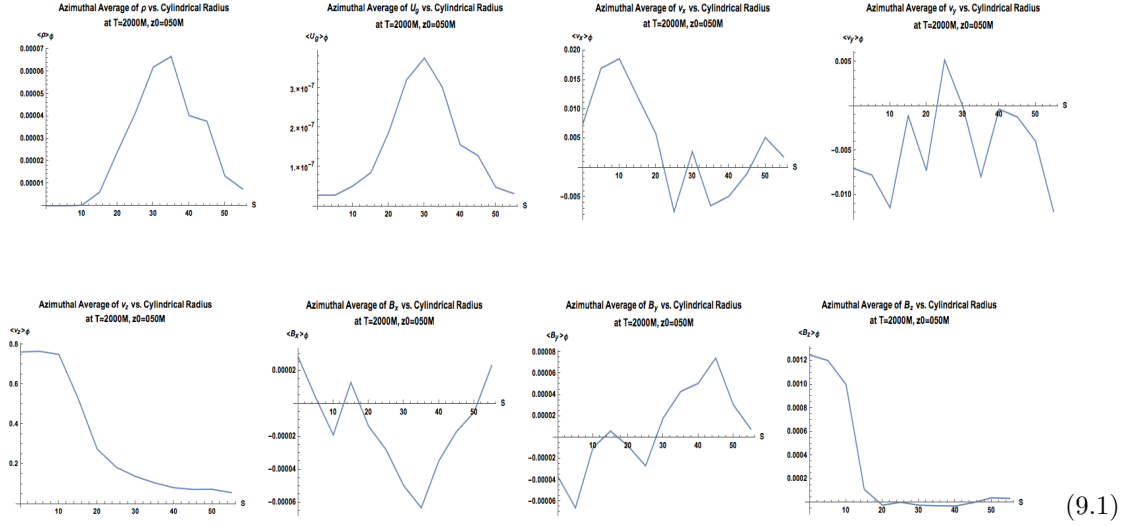 Azimuthal Average of ρ vs. Cylindrical Radius
at T=2000M, z0=050M
<ρ>ϕ
0.00007
0.00006
0.00005
0.00004
0.00003
0.00002
0.00001
10 20 30 40 50
S
Azimuthal Average of Ug vs. Cylindrical Radius
at T=2000M, z0=050M
<Ug>ϕ
3.×10⁻⁷
2.×10⁻⁷
1.×10⁻⁷
10 20 30 40 50
S
Azimuthal Average of vx vs. Cylindrical Radius
at T=2000M, z0=050M
<vx>ϕ
0.020
0.015
0.010
0.005
-0.005
10 20 30 40 50
S
Azimuthal Average of vy vs. Cylindrical Radius
at T=2000M, z0=050M
<vy>ϕ
0.005
-0.005
-0.010
10 20 30 40 50
S
Azimuthal Average of vz vs. Cylindrical Radius
at T=2000M, z0=050M
<vz>ϕ
0.8
0.6
0.4
0.2
10 20 30 40 50
S
Azimuthal Average of Bx vs. Cylindrical Radius
at T=2000M, z0=050M
<Bx>ϕ
0.00002
-0.00002
-0.00004
-0.00006
10 20 30 40 50
S
Azimuthal Average of By vs. Cylindrical Radius
at T=2000M, z0=050M
<By>ϕ
0.00008
0.00006
0.00004
0.00002
-0.00002
-0.00004
-0.00006
10 20 30 40 50
S
Azimuthal Average of Bz vs. Cylindrical Radius
at T=2000M, z0=050M
<Bz>ϕ
0.0012
0.0010
0.0008
0.0006
0.0004
0.0002
10 20 30 40 50
S
(9.1)